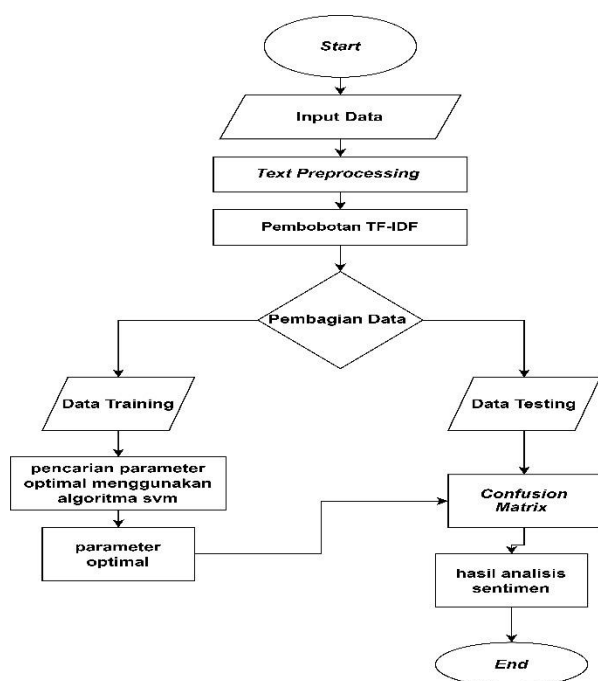 Start
Input Data
Text Preprocessing
Pembobotan TF-IDF
Pembagian Data
Data Training
Data Testing
pencarian parameter
optimal menggunakan
algoritma svm
parameter
optimal
Confusion
Matrix
hasil analisis
sentimen
End